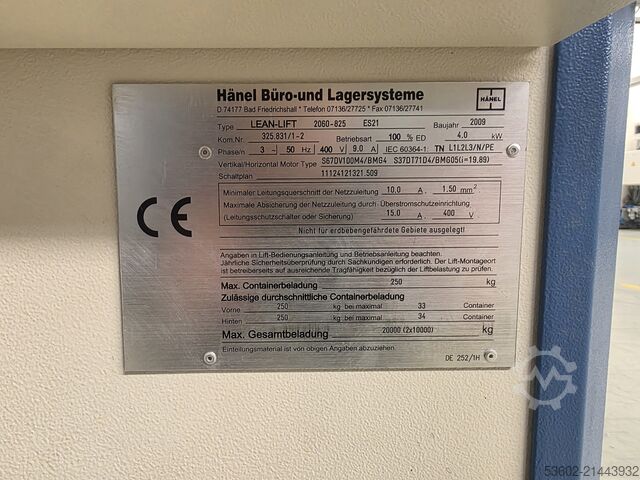 Hänel Büro-und Lagersysteme
D 74177 Bad Friedrichshall * Telefon 07136/27725 * Fax 07136/27741
HÄNEL
Type LEAN-LIFT 2060-825 ES21 Baujahr 2009
Kom.Nr. 325.831/1-2 Betriebsart 100 % ED 4.0 kW
Phase/n 3 ~ 50 Hz 400 V 9.0 A IEC 60364-1: TN L1L2L3/N/PE
Vertikal/Horizontal Motor Type S67DV100M4/BMG4 S37DT71D4/BMG05(i=19.89)
Schaltplan 11124121321.509
Minimaler Leitungsquerschnitt der Netzzuleitung 10.0 A, 1.50 mm²
Maximale Absicherung der Netzzuleitung durch Überstromschutzeinrichtung
(Leitungsschutzschalter oder Sicherung) 15.0 A, 400 V.
Nicht für erdbebengefährdete Gebiete ausgelegt!
CE
Angaben in Lift-Bedienungsanleitung und Betriebsanleitung beachten.
Jährliche Sicherheitsüberprüfung durch Sachkundigen erforderlich. Der Lift-Montageort
ist betreiberseits auf ausreichende Tragfähigkeit bezüglich der Liftbelastung zu prüfen.
Max. Containerbeladung 250 kg
Zulässige durchschnittliche Containerbeladung
Vorne 250 kg bei maximal 33 Container
Hinten 250 kg bei maximal 34 Container
Max. Gesamtbeladung 20000 (2x10000) kg
Einteilungsmaterial ist von obigen Angaben abzuziehen.
DE 252/1H
53602-21443932